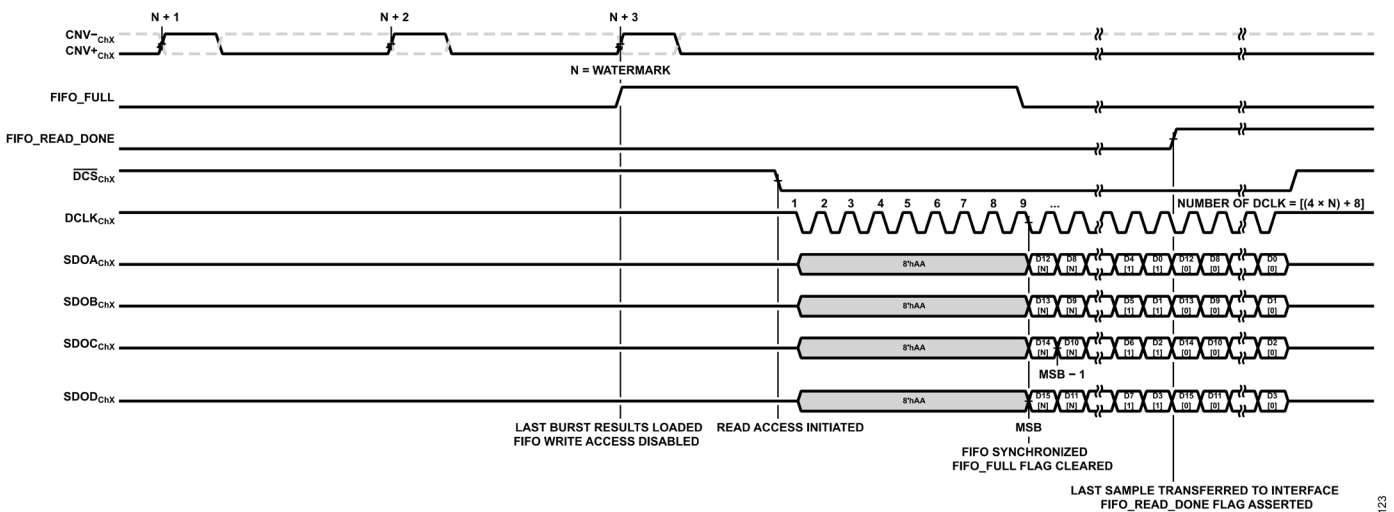 N + 1 N + 2 N + 3
CNV−ChX
CNV+ChX
N = WATERMARK
FIFO_FULL
FIFO_READ_DONE
DCSChX
1 2 3 4 5 6 7 8 9 ... NUMBER OF DCLK = [(4 × N) + 8]
DCLKChX
SDOAChX 8'hAA D12 [N] D8 [N] D4 [1] D0 [1] D12 [0] D8 [0] D0 [0]
SDOBChX 8'hAA D13 [N] D9 [N] D5 [1] D1 [1] D13 [0] D9 [0] D1 [0]
SDOCChX 8'hAA D14 [N] D10 [N] D6 [1] D2 [1] D14 [0] D10 [0] D2 [0]
MSB − 1
SDODChX 8'hAA D15 [N] D11 [N] D7 [1] D3 [1] D15 [0] D11 [0] D3 [0]
LAST BURST RESULTS LOADED
FIFO WRITE ACCESS DISABLED
READ ACCESS INITIATED
MSB
FIFO SYNCHRONIZED
FIFO_FULL FLAG CLEARED
LAST SAMPLE TRANSFERRED TO INTERFACE
FIFO_READ_DONE FLAG ASSERTED
123